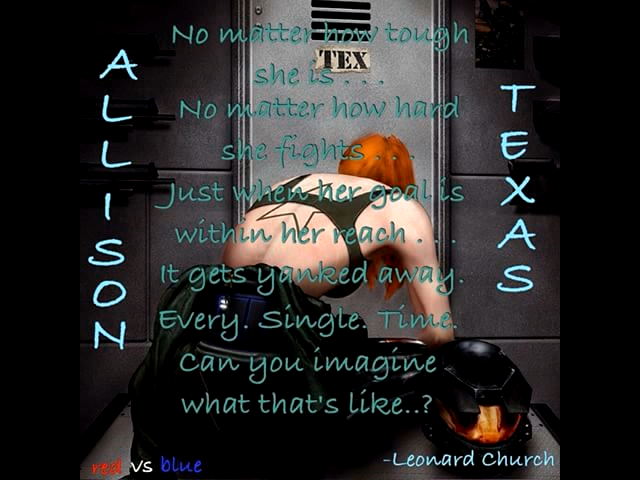 No matter how tough
she is . . .
No matter how hard
she fights . . .
Just when her goal is
within her reach . . .
It gets yanked away.
Every. Single. Time.
Can you imagine
what that's like..?
-Leonard Church
ALLISON
TEXAS
TEX
red vs blue